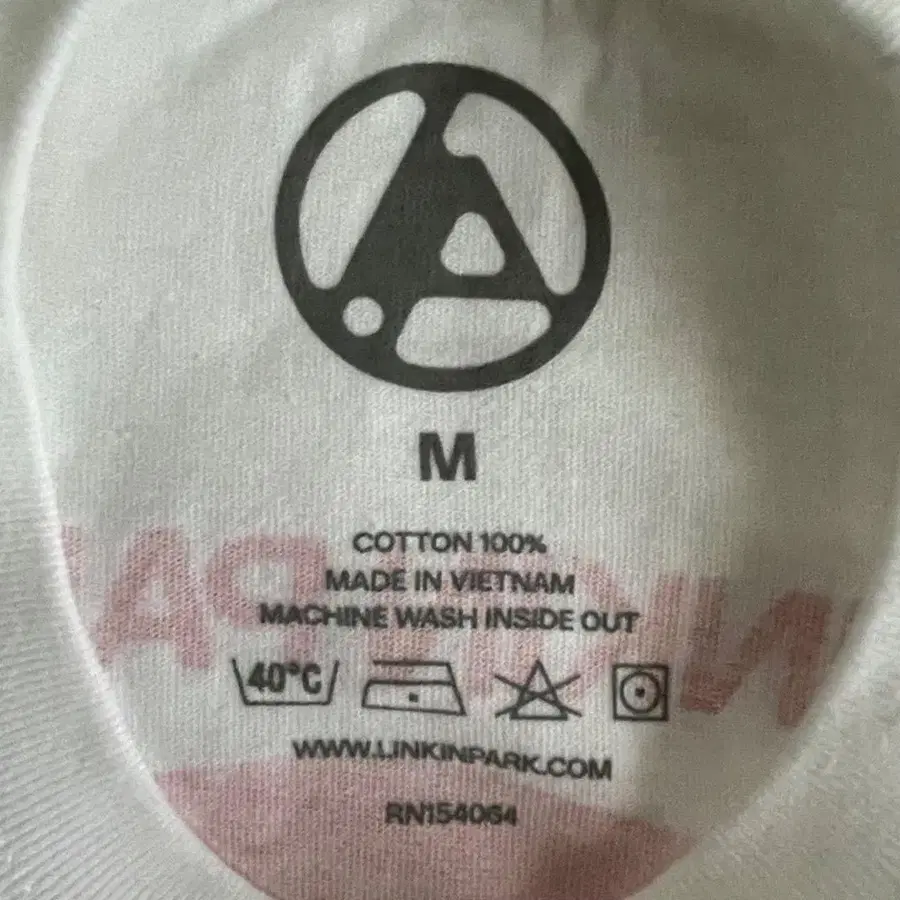 M
COTTON 100%
MADE IN VIETNAM
MACHINE WASH INSIDE OUT
40°C
WWW.LINKINPARK.COM
RN154064